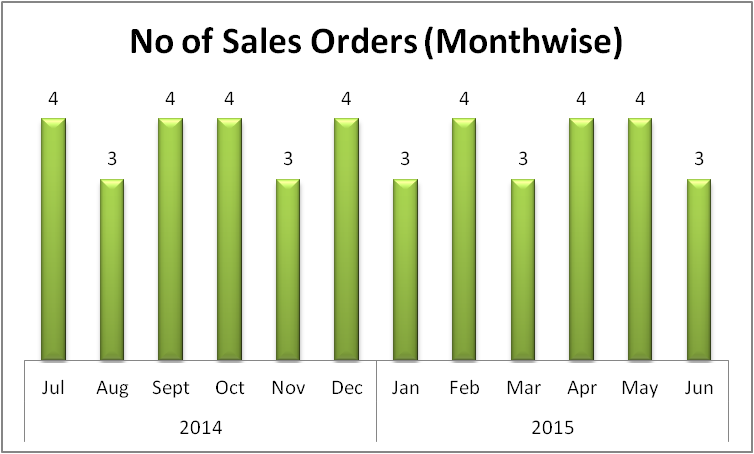 No of Sales Orders (Monthwise)
4 3 4 4 3 4 3 4 3 4 4 3
Jul Aug Sept Oct Nov Dec Jan Feb Mar Apr May Jun
2014 2015